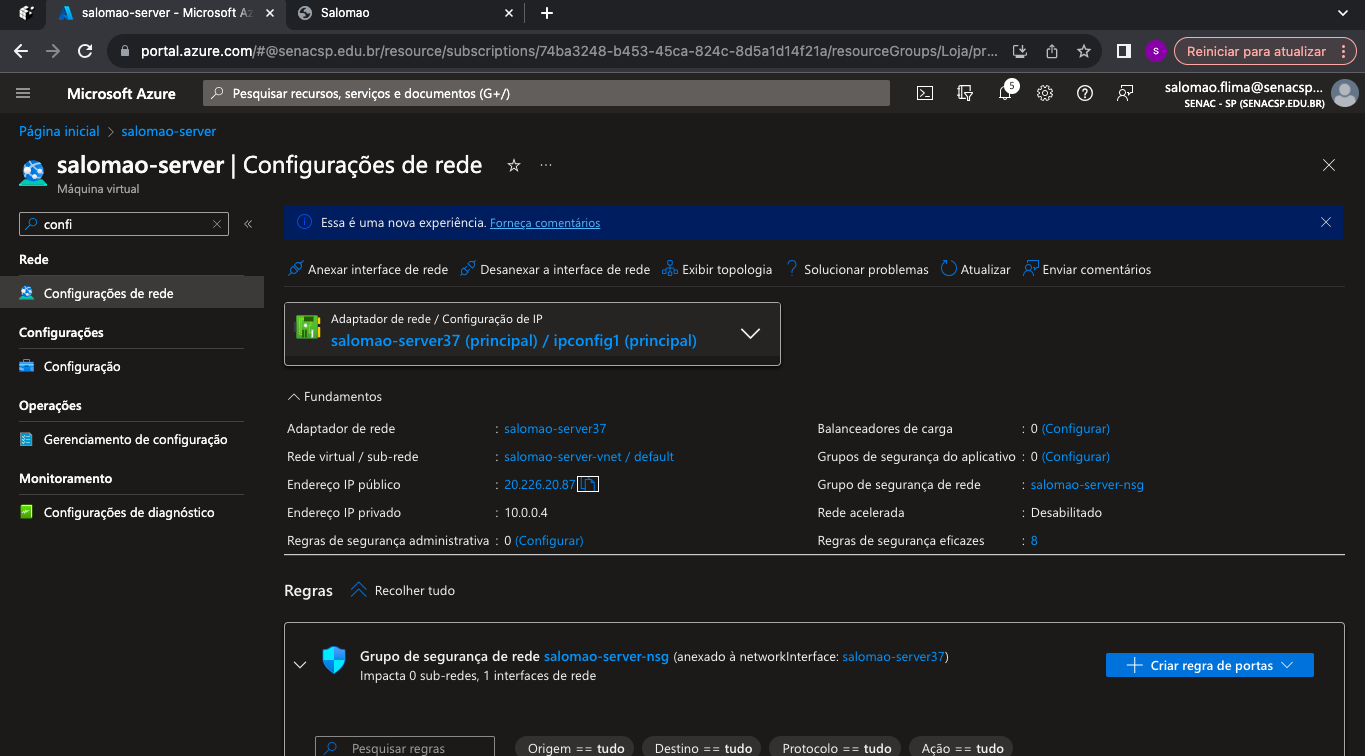 salomao-server - Microsoft Az
Salomao
portal.azure.com/#@senacsp.edu.br/resource/subscriptions/74ba3248-b453-45ca-824c-8d5a1d14f21a/resourceGroups/Loja/pr...
S
Reiniciar para atualizar
Microsoft Azure
Pesquisar recursos, serviços e documentos (G+/)
5
salomao.flima@senacsp...
SENAC - SP (SENACSP.EDU.BR)
Página inicial > salomao-server
salomao-server | Configurações de rede
Máquina virtual
confi
Essa é uma nova experiência. Forneça comentários
Rede
Configurações de rede
Configurações
Configuração
Operações
Gerenciamento de configuração
Monitoramento
Configurações de diagnóstico
Anexar interface de rede
Desanexar a interface de rede
Exibir topologia
Solucionar problemas
Atualizar
Enviar comentários
Adaptador de rede / Configuração de IP
salomao-server37 (principal) / ipconfig1 (principal)
Fundamentos
Adaptador de rede : salomao-server37
Rede virtual / sub-rede : salomao-server-vnet / default
Endereço IP público : 20.226.20.87
Endereço IP privado : 10.0.0.4
Regras de segurança administrativa : 0 (Configurar)
Balanceadores de carga : 0 (Configurar)
Grupos de segurança do aplicativo : 0 (Configurar)
Grupo de segurança de rede : salomao-server-nsg
Rede acelerada : Desabilitado
Regras de segurança eficazes : 8
Regras
Recolher tudo
Grupo de segurança de rede salomao-server-nsg (anexado à networkInterface: salomao-server37)
Impacta 0 sub-redes, 1 interfaces de rede
Criar regra de portas
Pesquisar regras
Origem == tudo
Destino == tudo
Protocolo == tudo
Ação == tudo